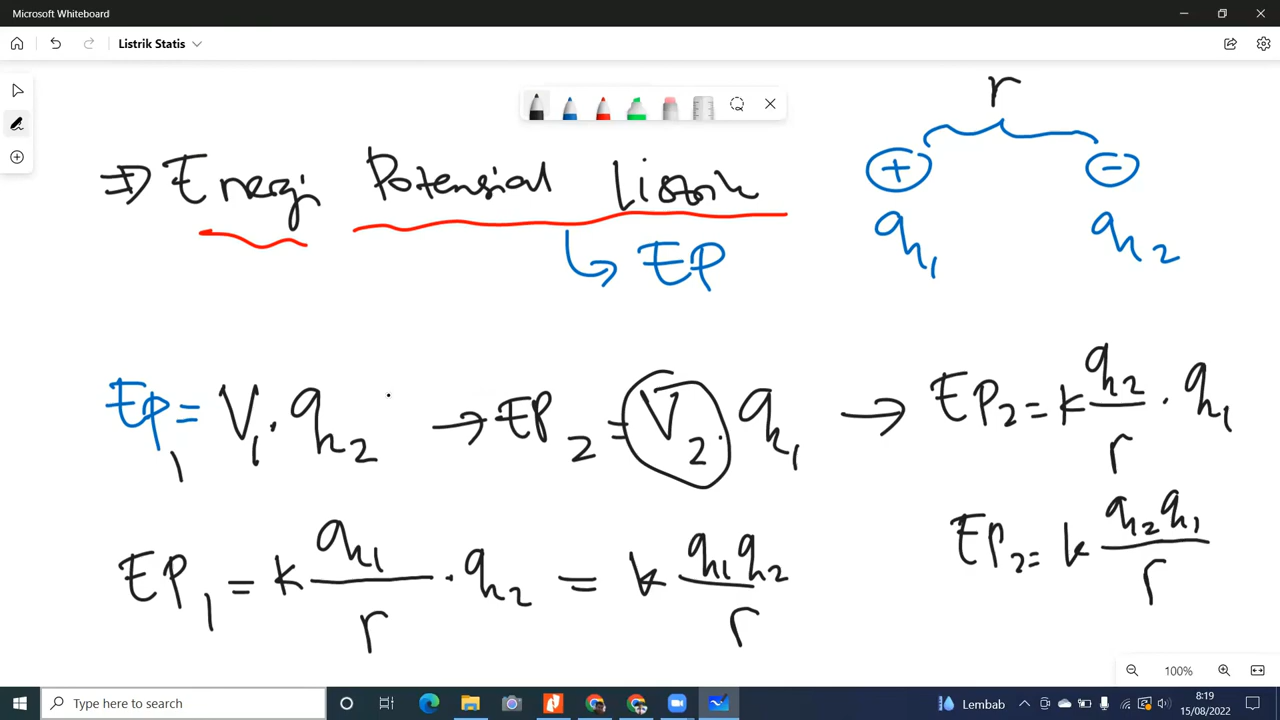 Microsoft Whiteboard
Listrik Statis
r
⇒ Energi Potensial Listrik
+ −
q₁ q₂
↳ EP
EP₁ = V₁ . q₂ → EP₂ = V₂ . q₁ → EP₂ = k q₂/r . q₁
EP₁ = k q₁/r . q₂ = k q₁q₂/r
EP₂ = k q₂q₁/r
100%
Type here to search
Lembab
8:19
15/08/2022